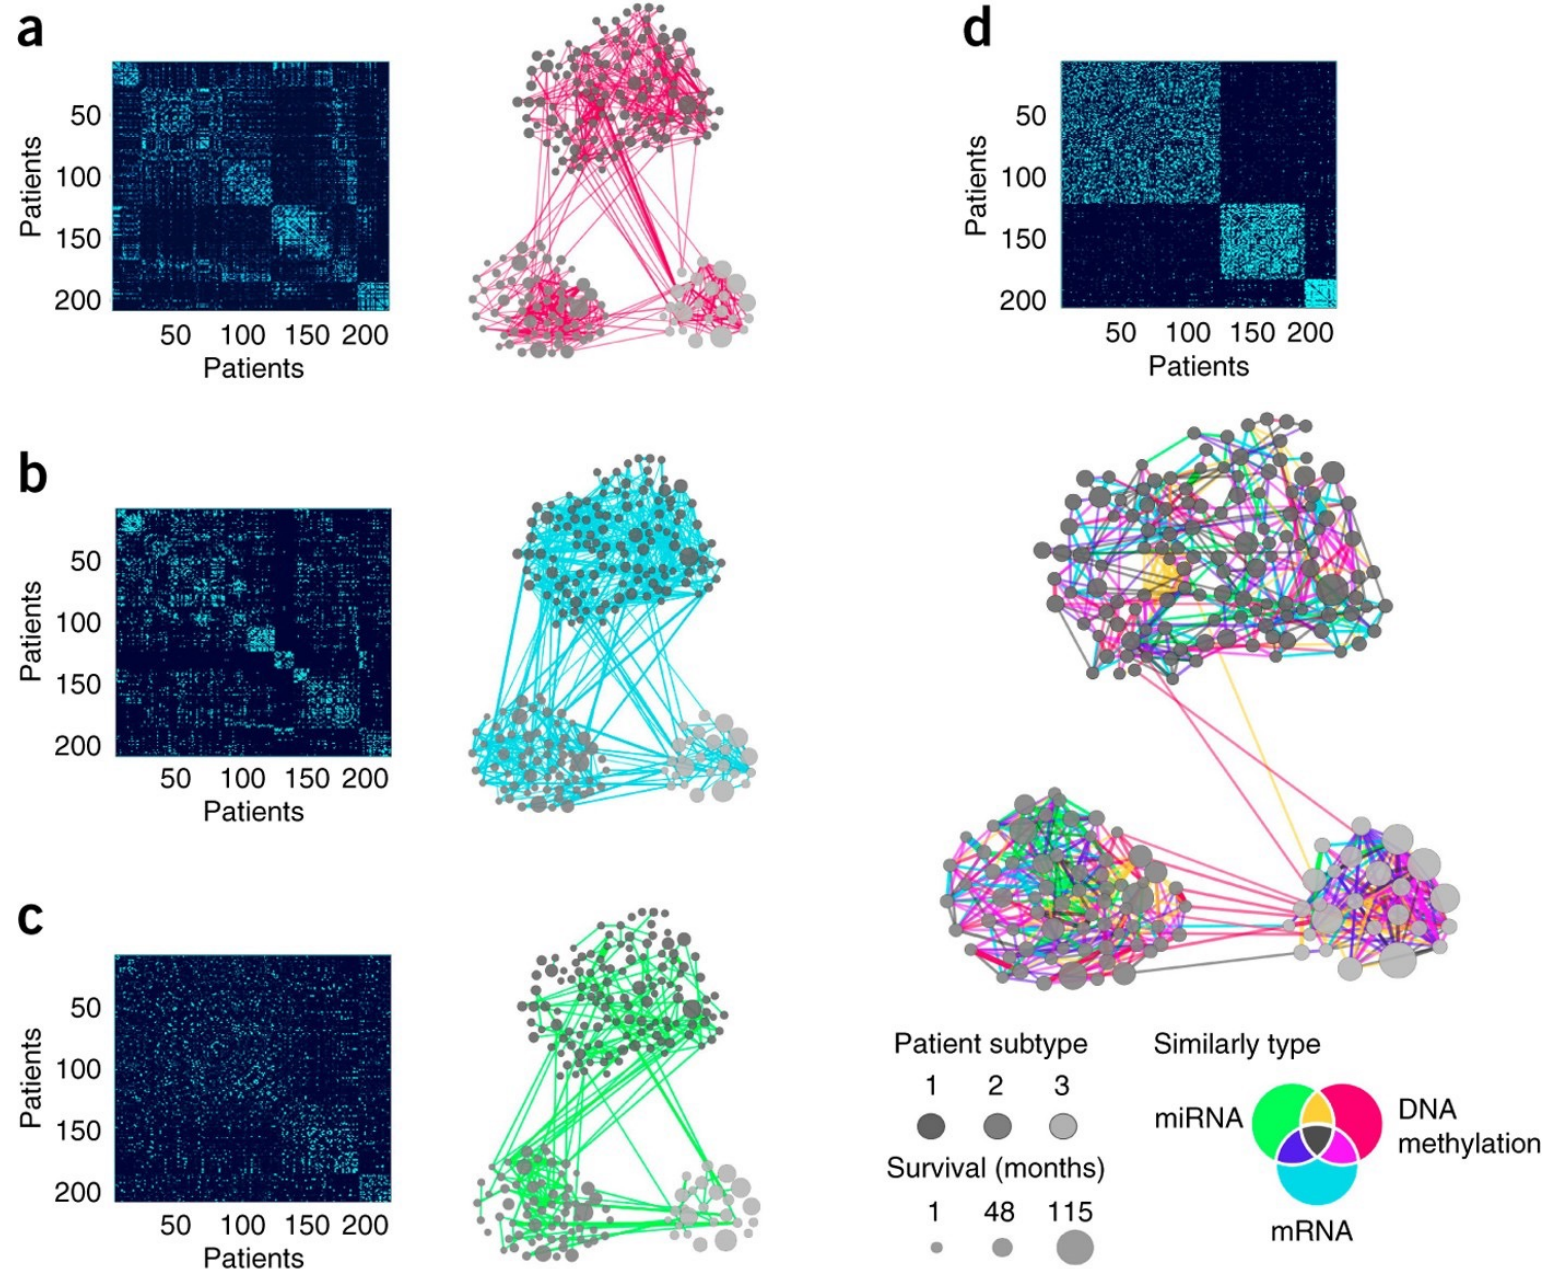 a
50
100
150
200
Patients
50 100 150 200
Patients
b
50
100
150
200
Patients
50 100 150 200
Patients
c
50
100
150
200
Patients
50 100 150 200
Patients
d
50
100
150
200
Patients
50 100 150 200
Patients
Patient subtype
1 2 3
Survival (months)
1 48 115
Similarly type
miRNA
DNA
methylation
mRNA